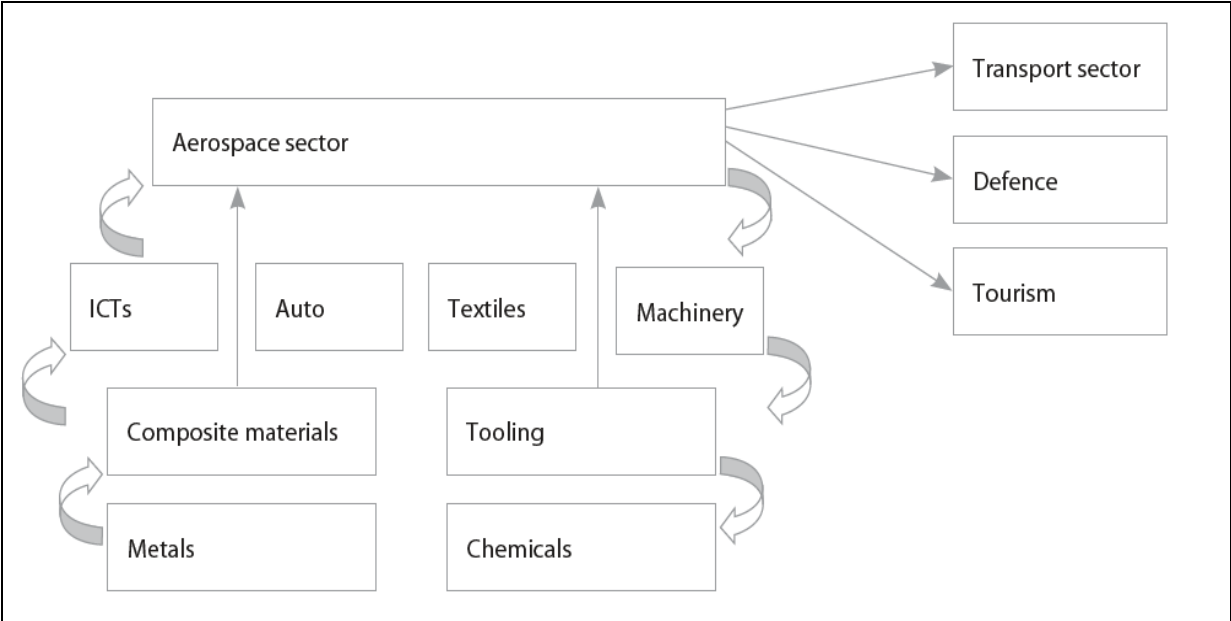 Transport sector
Aerospace sector
Defence
Tourism
ICTs
Auto
Textiles
Machinery
Composite materials
Tooling
Metals
Chemicals